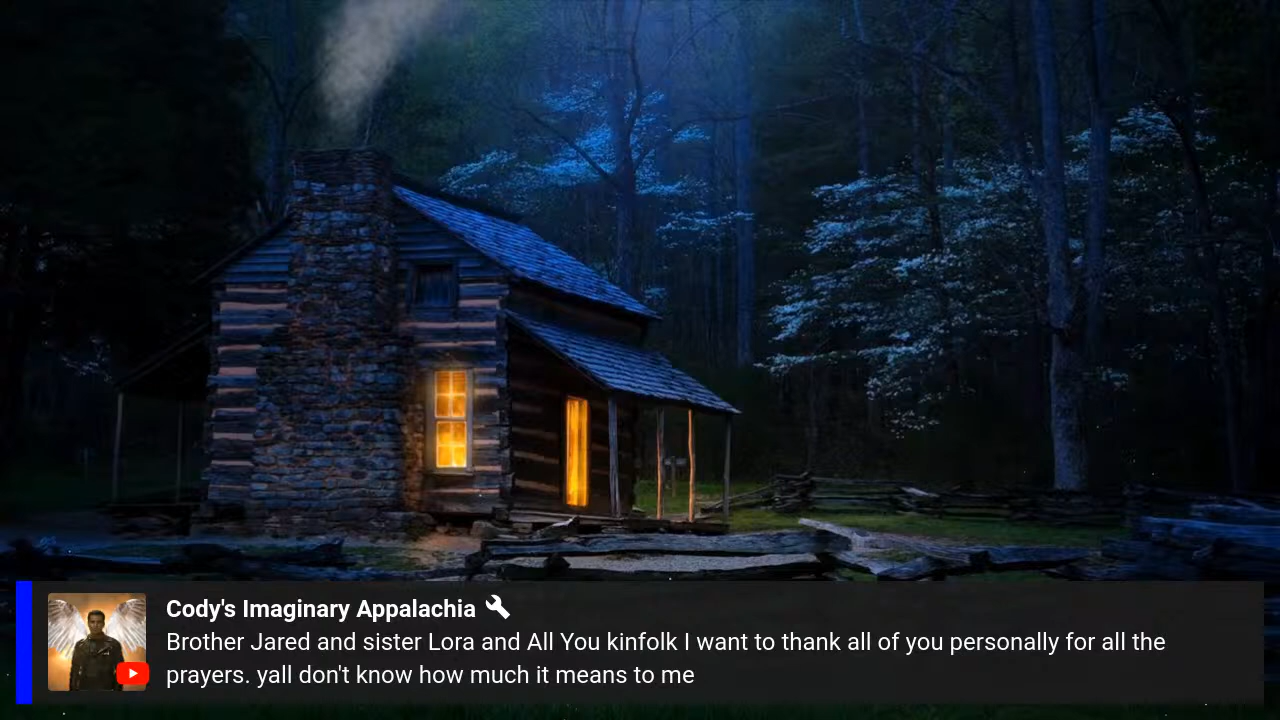 Cody's Imaginary Appalachia
Brother Jared and sister Lora and All You kinfolk I want to thank all of you personally for all the
prayers. yall don't know how much it means to me